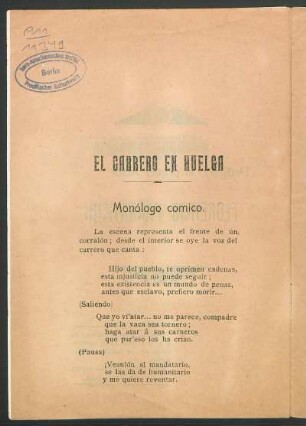 EL CARRERO EN HUELGA
Monólogo comico.
La escena representa el frente de un
corralón; desde el interior se oye la voz del
carrero que canta:
Hijo del pueblo, te oprimen cadenas,
esta injusticia no puede seguir;
esta existencia es un mundo de penas,
antes que esclavo, prefiero morir...
(Saliendo)
Que yo vi'atar... no me parece, compadre
que la vaca sea tornero;
haga atar á sus carneros
que par'eso los ha criao.
(Pausa)
¡Vensión al mandatario,
se las da de humanitario
y me quiere reventar.
Berlin